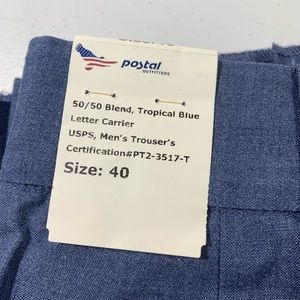 postal
OUTFITTERS
50/50 Blend, Tropical Blue
Letter Carrier
USPS, Men's Trouser's
Certification#PT2-3517-T
Size: 40